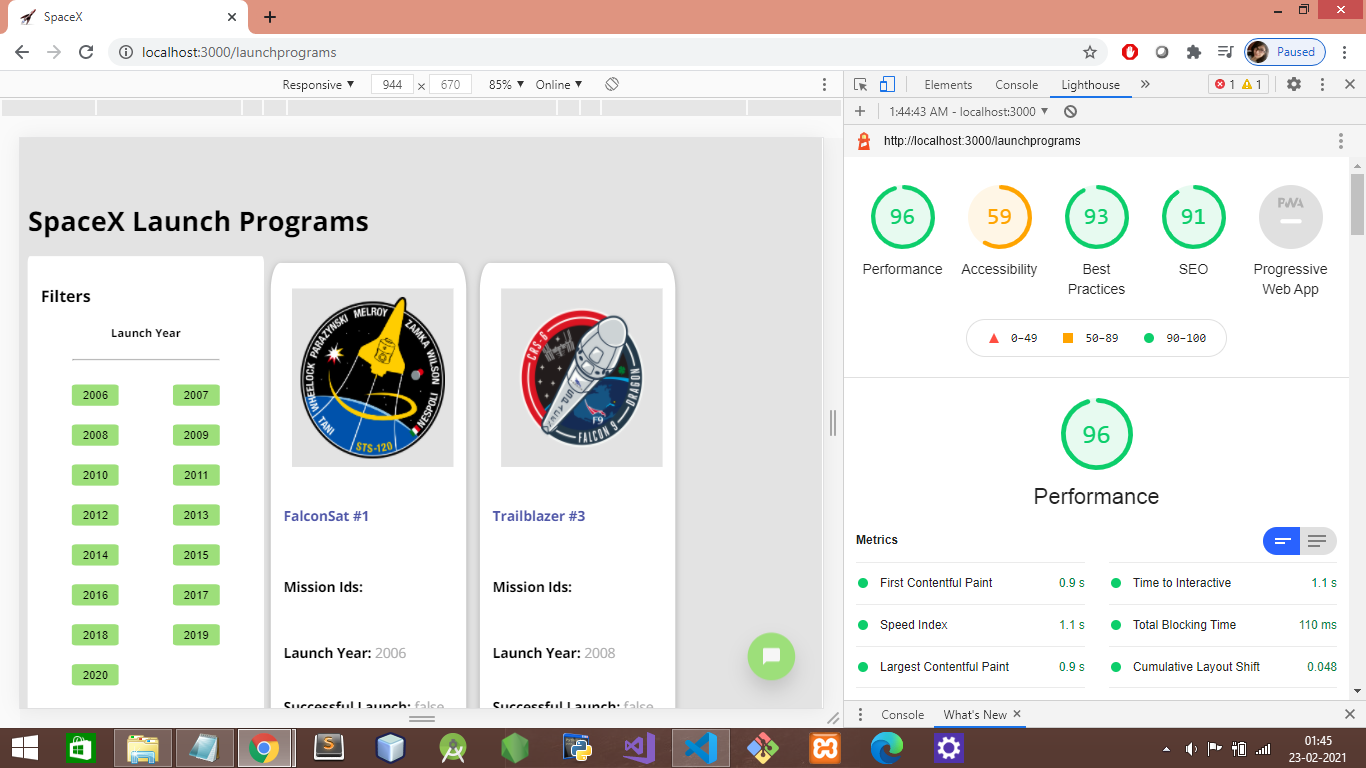 SpaceX
localhost:3000/launchprograms
Paused
Responsive 944 x 670 85% Online
Elements Console Lighthouse 1 1
1:44:43 AM - localhost:3000
http://localhost:3000/launchprograms
SpaceX Launch Programs
Filters
Launch Year
2006 2007
2008 2009
2010 2011
2012 2013
2014 2015
2016 2017
2018 2019
2020
WHEELOCK PARAZYNSKI MELROY ZAMKA WILSON
TANI STS-120 NESPOLI
FalconSat #1
Mission Ids:
Launch Year: 2006
Successful Launch: false
CRS-6 DRAGON
F9
FALCON 9
Trailblazer #3
Mission Ids:
Launch Year: 2008
Successful Launch: false
96 59 93 91 PWA
Performance Accessibility Best Practices SEO Progressive Web App
0–49 50–89 90–100
96
Performance
Metrics
First Contentful Paint 0.9 s
Time to Interactive 1.1 s
Speed Index 1.1 s
Total Blocking Time 110 ms
Largest Contentful Paint 0.9 s
Cumulative Layout Shift 0.048
Console What's New
01:45
23-02-2021